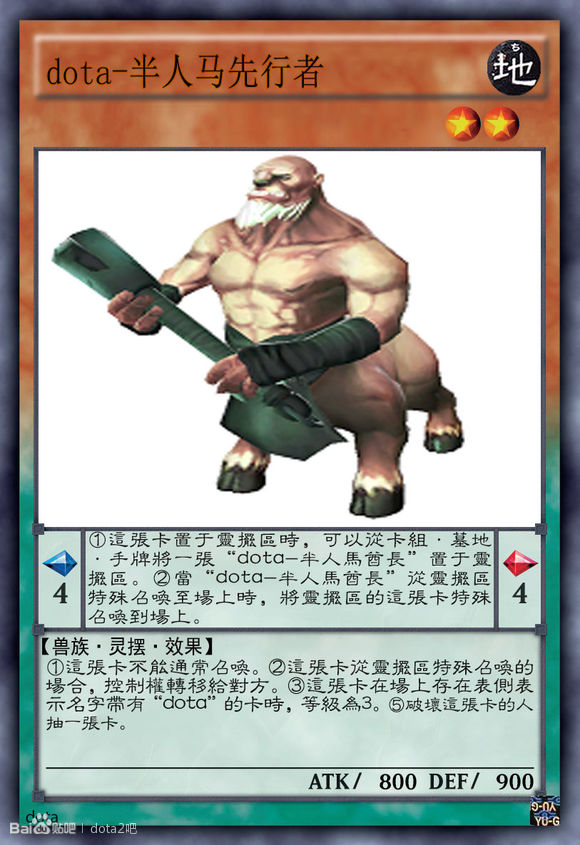 dota-半人马先行者
ち
地
①這張卡置于靈擺區時，可以從卡組·墓地
·手牌將一張“dota-半人馬酋長”置于靈
擺區。②當“dota-半人馬酋長”從靈擺區
特殊召喚至場上時，將靈擺區的這張卡特殊
召喚到場上。
4
4
【兽族·灵摆·效果】
①這張卡不能通常召喚。②這張卡從靈擺區特殊召喚的
場合，控制權轉移給對方。③這張卡在場上存在表側表
示名字帶有“dota”的卡時，等級為3。⑤破壞這張卡的人
抽一張卡。
ATK/ 800 DEF/ 900
dota
Bai 贴吧 | dota2吧
YU-G
YU-G